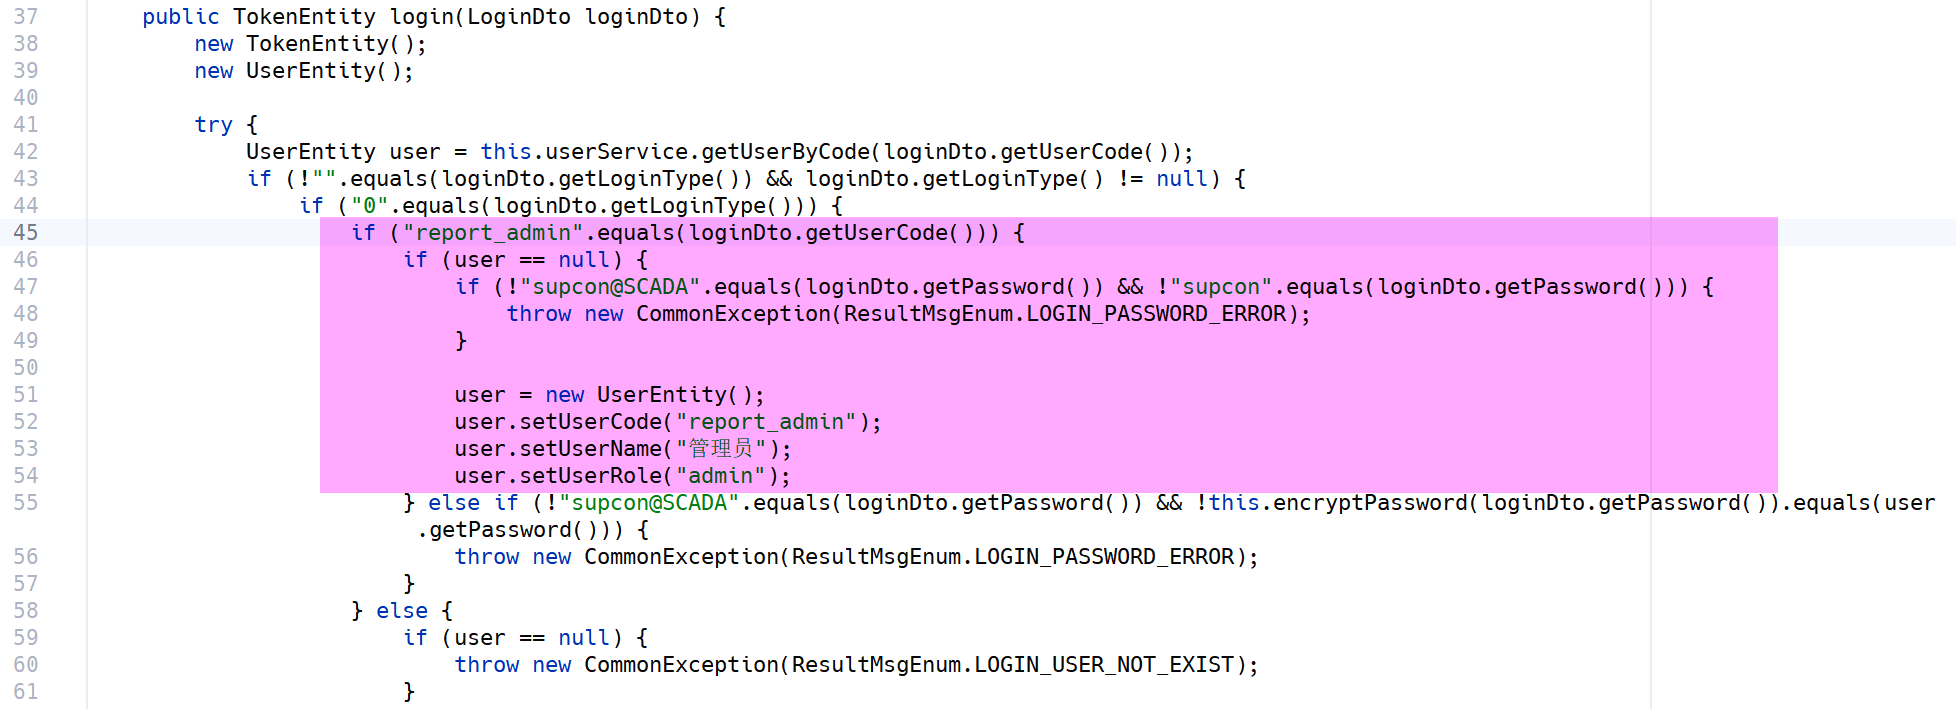 37 public TokenEntity login(LoginDto loginDto) {
38 new TokenEntity();
39 new UserEntity();
40
41 try {
42 UserEntity user = this.userService.getUserByCode(loginDto.getUserCode());
43 if (!"".equals(loginDto.getLoginType()) && loginDto.getLoginType() != null) {
44 if ("0".equals(loginDto.getLoginType())) {
45 if ("report_admin".equals(loginDto.getUserCode())) {
46 if (user == null) {
47 if (!"supcon@SCADA".equals(loginDto.getPassword()) && !"supcon".equals(loginDto.getPassword())) {
48 throw new CommonException(ResultMsgEnum.LOGIN_PASSWORD_ERROR);
49 }
50
51 user = new UserEntity();
52 user.setUserCode("report_admin");
53 user.setUserName("管理员");
54 user.setUserRole("admin");
55 } else if (!"supcon@SCADA".equals(loginDto.getPassword()) && !this.encryptPassword(loginDto.getPassword()).equals(user
.getPassword())) {
56 throw new CommonException(ResultMsgEnum.LOGIN_PASSWORD_ERROR);
57 }
58 } else {
59 if (user == null) {
60 throw new CommonException(ResultMsgEnum.LOGIN_USER_NOT_EXIST);
61 }